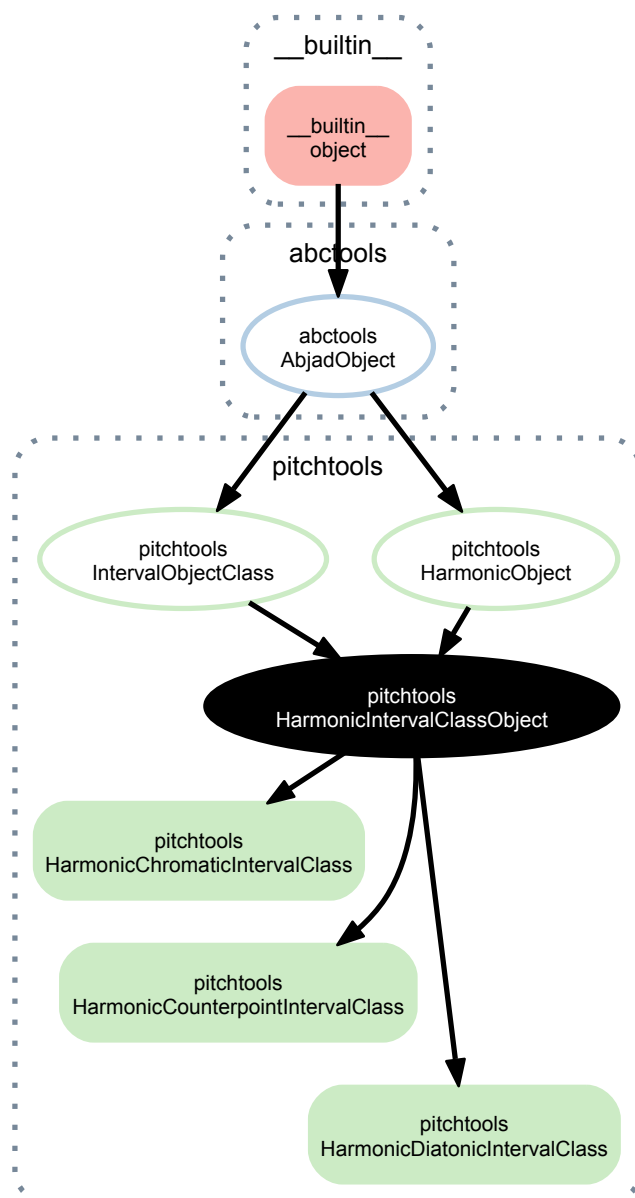 __builtin__
__builtin__
object
abctools
abctools
AbjadObject
pitchtools
pitchtools
IntervalObjectClass
pitchtools
HarmonicObject
pitchtools
HarmonicIntervalClassObject
pitchtools
HarmonicChromaticIntervalClass
pitchtools
HarmonicCounterpointIntervalClass
pitchtools
HarmonicDiatonicIntervalClass